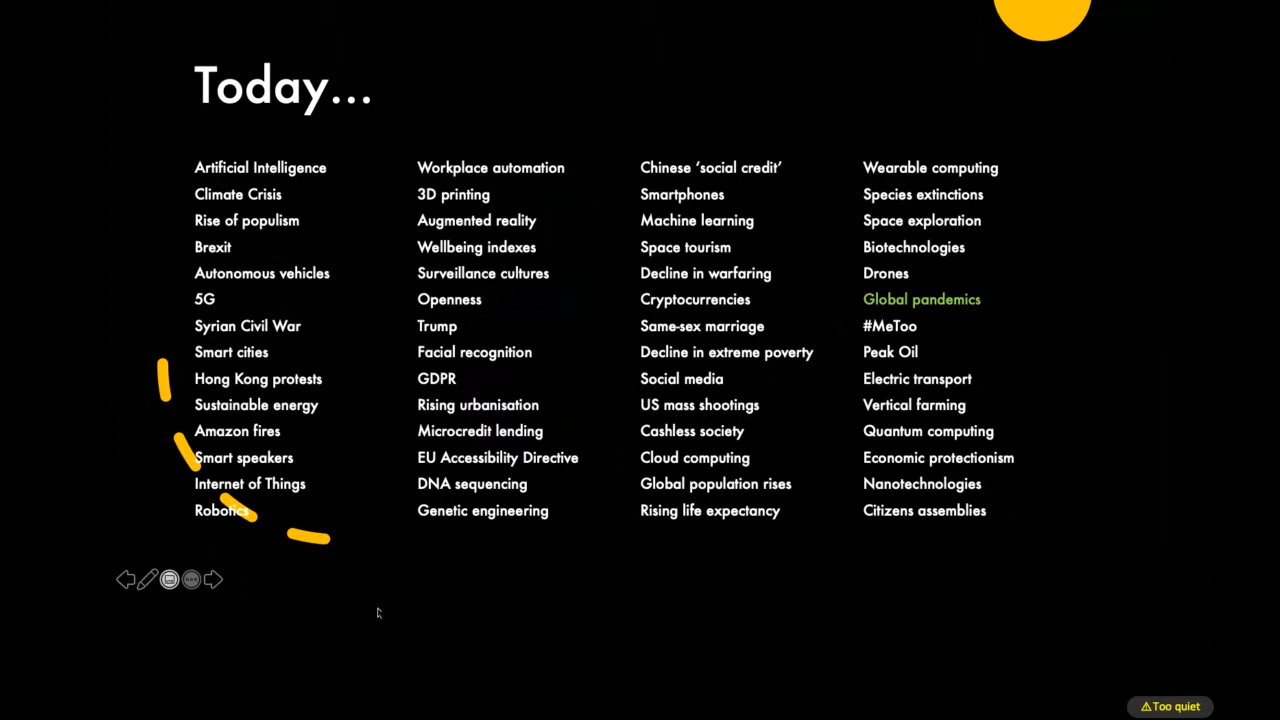 Today...
Artificial Intelligence
Climate Crisis
Rise of populism
Brexit
Autonomous vehicles
5G
Syrian Civil War
Smart cities
Hong Kong protests
Sustainable energy
Amazon fires
Smart speakers
Internet of Things
Robotics
Workplace automation
3D printing
Augmented reality
Wellbeing indexes
Surveillance cultures
Openness
Trump
Facial recognition
GDPR
Rising urbanisation
Microcredit lending
EU Accessibility Directive
DNA sequencing
Genetic engineering
Chinese ‘social credit’
Smartphones
Machine learning
Space tourism
Decline in warfaring
Cryptocurrencies
Same-sex marriage
Decline in extreme poverty
Social media
US mass shootings
Cashless society
Cloud computing
Global population rises
Rising life expectancy
Wearable computing
Species extinctions
Space exploration
Biotechnologies
Drones
Global pandemics
#MeToo
Peak Oil
Electric transport
Vertical farming
Quantum computing
Economic protectionism
Nanotechnologies
Citizens assemblies
⚠Too quiet